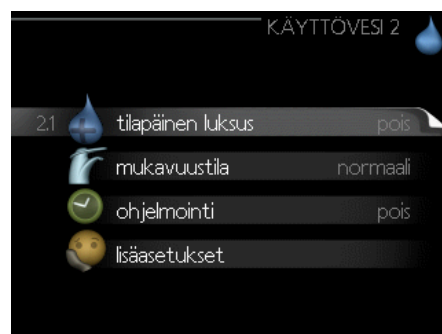 KÄYTTÖVESI 2
2.1 tilapäinen luksus pois
mukavuustila normaali
ohjelmointi pois
lisäasetukset